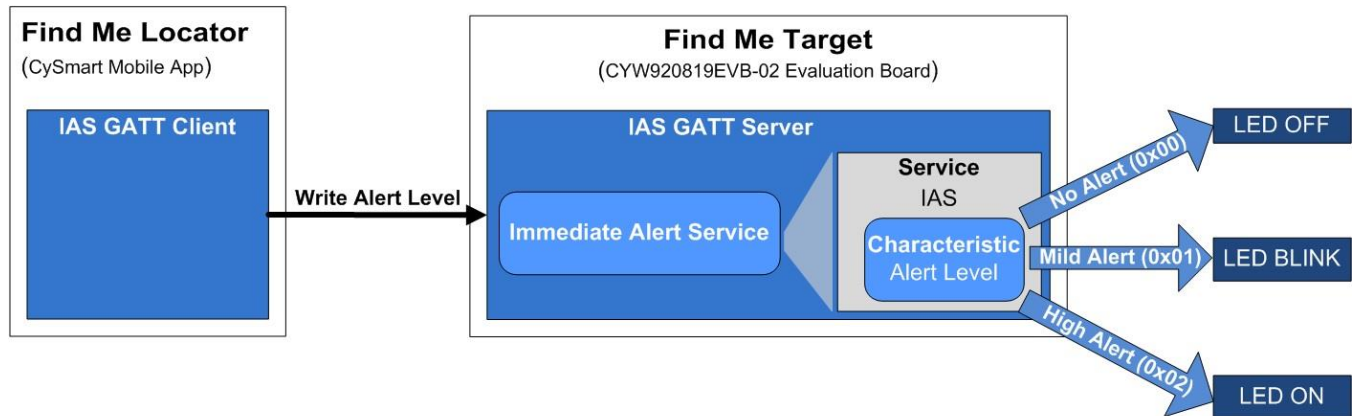 Find Me Locator
(CySmart Mobile App)
IAS GATT Client
Write Alert Level
Find Me Target
(CYW920819EVB-02 Evaluation Board)
IAS GATT Server
Immediate Alert Service
Service
IAS
Characteristic
Alert Level
No Alert (0x00)
LED OFF
Mild Alert (0x01)
LED BLINK
High Alert (0x02)
LED ON